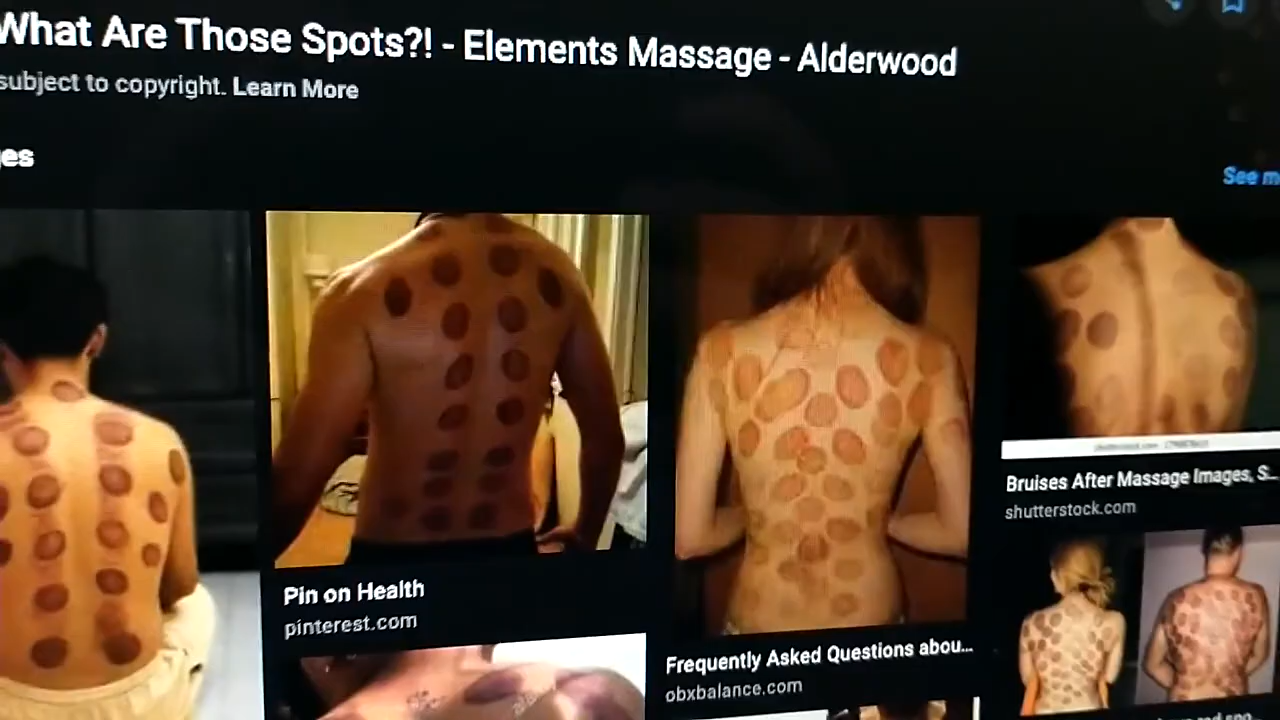 What Are Those Spots?! - Elements Massage - Alderwood
subject to copyright. Learn More
See
Pin on Health
pinterest.com
Frequently Asked Questions abou...
obxbalance.com
Bruises After Massage Images, S...
shutterstock.com